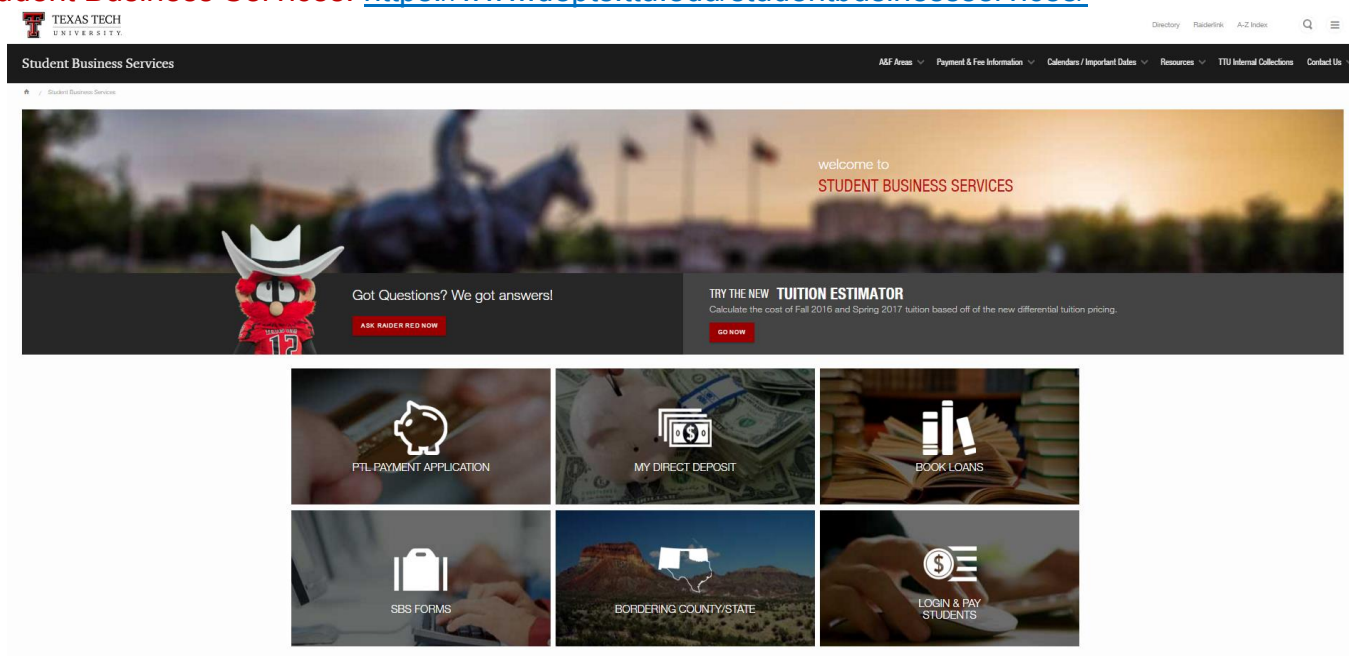 TEXAS TECH
UNIVERSITY
Directory Raiderlink A-Z Index
Student Business Services
A&F Areas Payment & Fee Information Calendars / Important Dates Resources TTU Internal Collections Contact Us
/ Student Business Services
welcome to
STUDENT BUSINESS SERVICES
Got Questions? We got answers!
ASK RAIDER RED NOW
TRY THE NEW TUITION ESTIMATOR
Calculate the cost of Fall 2016 and Spring 2017 tuition based off of the new differential tuition pricing.
GO NOW
12
PTL PAYMENT APPLICATION
MY DIRECT DEPOSIT
BOOK LOANS
SBS FORMS
BORDERING COUNTY/STATE
LOGIN & PAY
STUDENTS